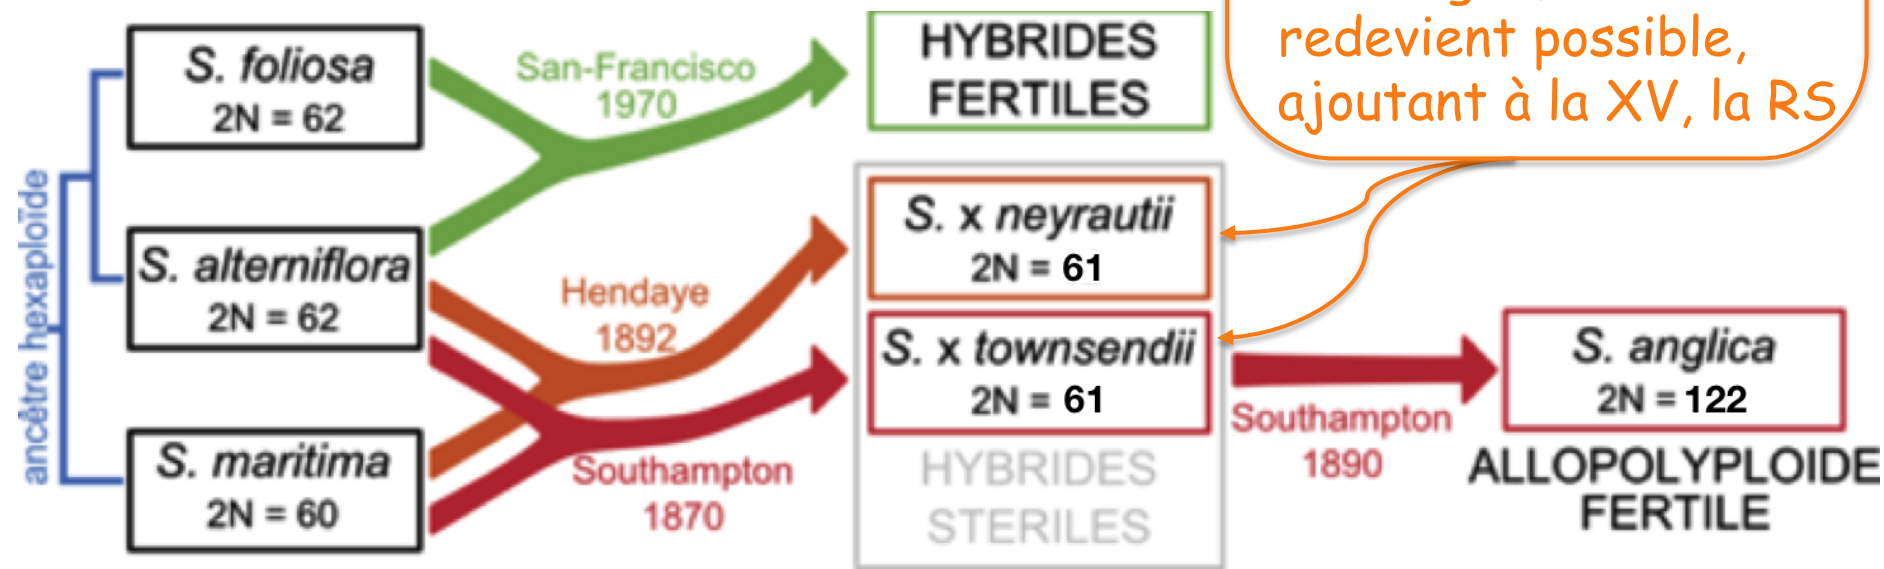 redevient possible,
ajoutant à la XV, la RS
ancêtre hexaploïde
S. foliosa
2N = 62
San-Francisco
1970
HYBRIDES
FERTILES
S. alterniflora
2N = 62
Hendaye
1892
S. x neyrautii
2N = 61
S. x townsendii
2N = 61
S. maritima
2N = 60
Southampton
1870
HYBRIDES
STERILES
Southampton
1890
S. anglica
2N = 122
ALLOPOLYPLOIDE
FERTILE